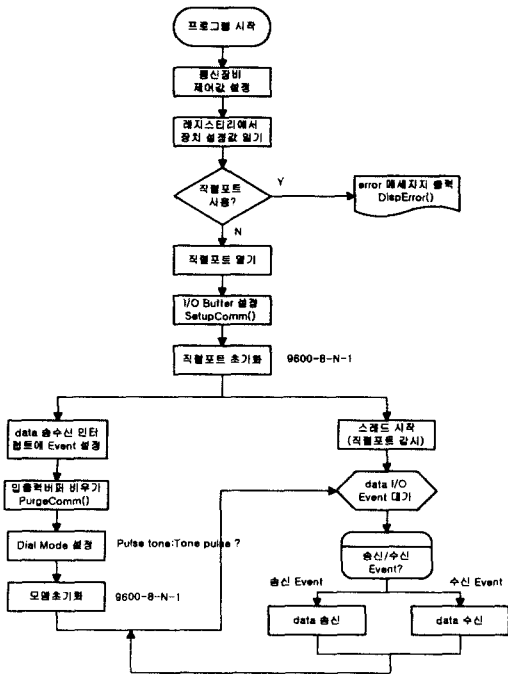 프로그램 시작
통신장비
제어값 설정
레지스티리에서
장치 설정값 읽기
직렬포트
사용?
Y
error 메세지지 출력
DispError()
N
직렬포트 열기
I/O Buffer 설정
SetupComm()
직렬포트 초기화
9600-8-N-1
data 송수신 인터
럽트에 Event 설정
입출력버퍼 비우기
PurgeComm()
Dial Mode 설정
Pulse tone:Tone pulse ?
모뎀초기화
9600-8-N-1
스레드 시작
(직렬포트 감시)
data I/O
Event 대기
송신/수신
Event?
송신 Event
수신 Event
data 송신
data 수신